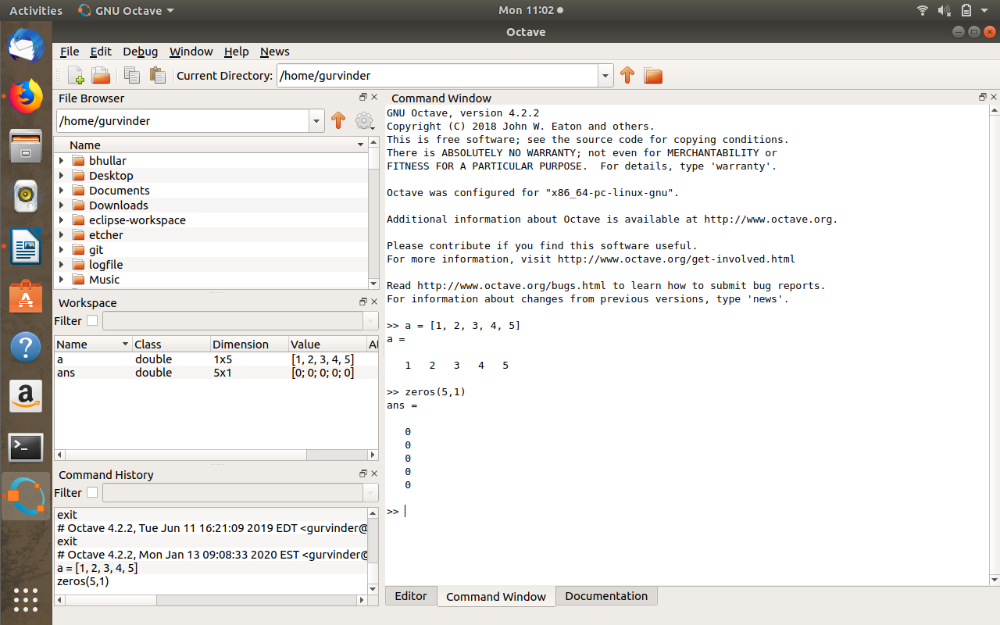 Activities GNU Octave Mon 11:02
Octave
File Edit Debug Window Help News
Current Directory: /home/gurvinder
File Browser
/home/gurvinder
Name
bhullar
Desktop
Documents
Downloads
eclipse-workspace
etcher
git
logfile
Music
Workspace
Filter
Name Class Dimension Value
a double 1x5 [1, 2, 3, 4, 5]
ans double 5x1 [0; 0; 0; 0; 0]
Command History
Filter
exit
# Octave 4.2.2, Tue Jun 11 16:21:09 2019 EDT <gurvinder@
exit
# Octave 4.2.2, Mon Jan 13 09:08:33 2020 EST <gurvinder@
a = [1, 2, 3, 4, 5]
zeros(5,1)
Command Window
GNU Octave, version 4.2.2
Copyright (C) 2018 John W. Eaton and others.
This is free software; see the source code for copying conditions.
There is ABSOLUTELY NO WARRANTY; not even for MERCHANTABILITY or
FITNESS FOR A PARTICULAR PURPOSE.  For details, type 'warranty'.
Octave was configured for "x86_64-pc-linux-gnu".
Additional information about Octave is available at http://www.octave.org.
Please contribute if you find this software useful.
For more information, visit http://www.octave.org/get-involved.html
Read http://www.octave.org/bugs.html to learn how to submit bug reports.
For information about changes from previous versions, type 'news'.
>> a = [1, 2, 3, 4, 5]
a =
1 2 3 4 5
>> zeros(5,1)
ans =
0
0
0
0
0
>>
Editor Command Window Documentation